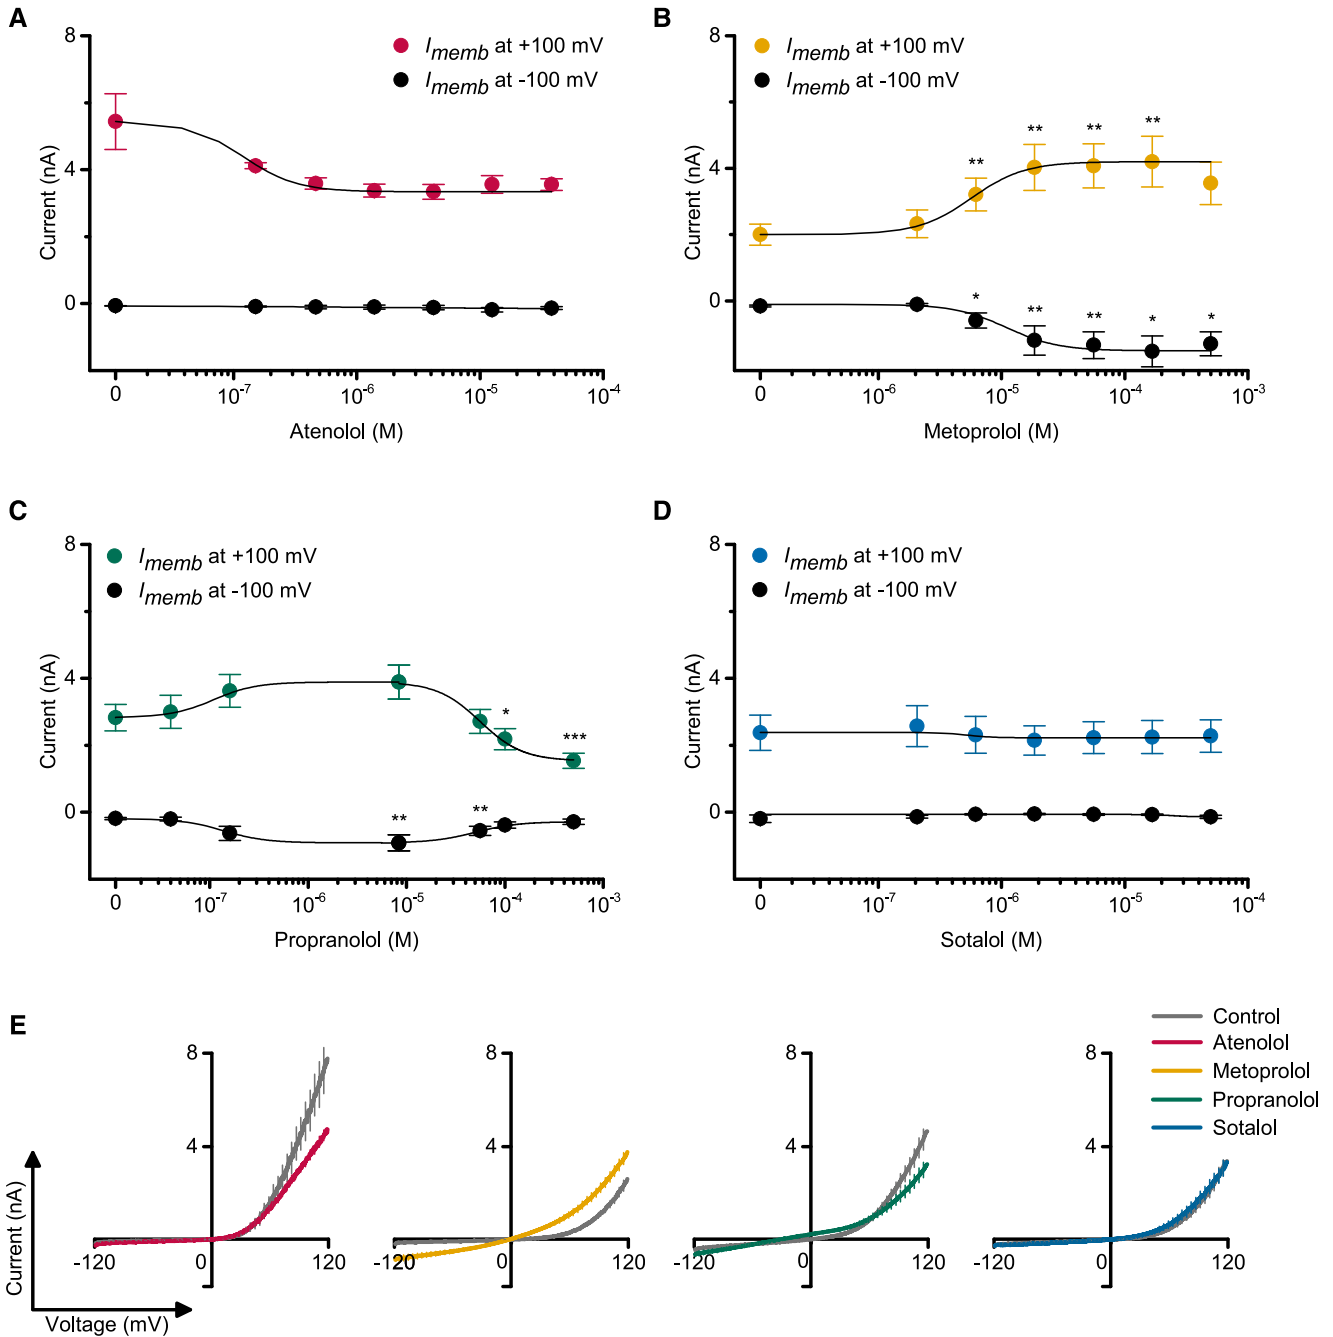 A
8
4
0
Current (nA)
I_memb at +100 mV
I_memb at -100 mV
0 10^-7 10^-6 10^-5 10^-4
Atenolol (M)
B
8
4
0
Current (nA)
I_memb at +100 mV
I_memb at -100 mV
** ** ** **
* ** ** * *
0 10^-6 10^-5 10^-4 10^-3
Metoprolol (M)
C
8
4
0
Current (nA)
I_memb at +100 mV
I_memb at -100 mV
* ***
** **
0 10^-7 10^-6 10^-5 10^-4 10^-3
Propranolol (M)
D
8
4
0
Current (nA)
I_memb at +100 mV
I_memb at -100 mV
0 10^-7 10^-6 10^-5 10^-4
Sotalol (M)
E
Control
Atenolol
Metoprolol
Propranolol
Sotalol
8
4
-120 0 120
8
4
-120 0 120
8
4
-120 0 120
8
4
-120 0 120
Current (nA)
Voltage (mV)